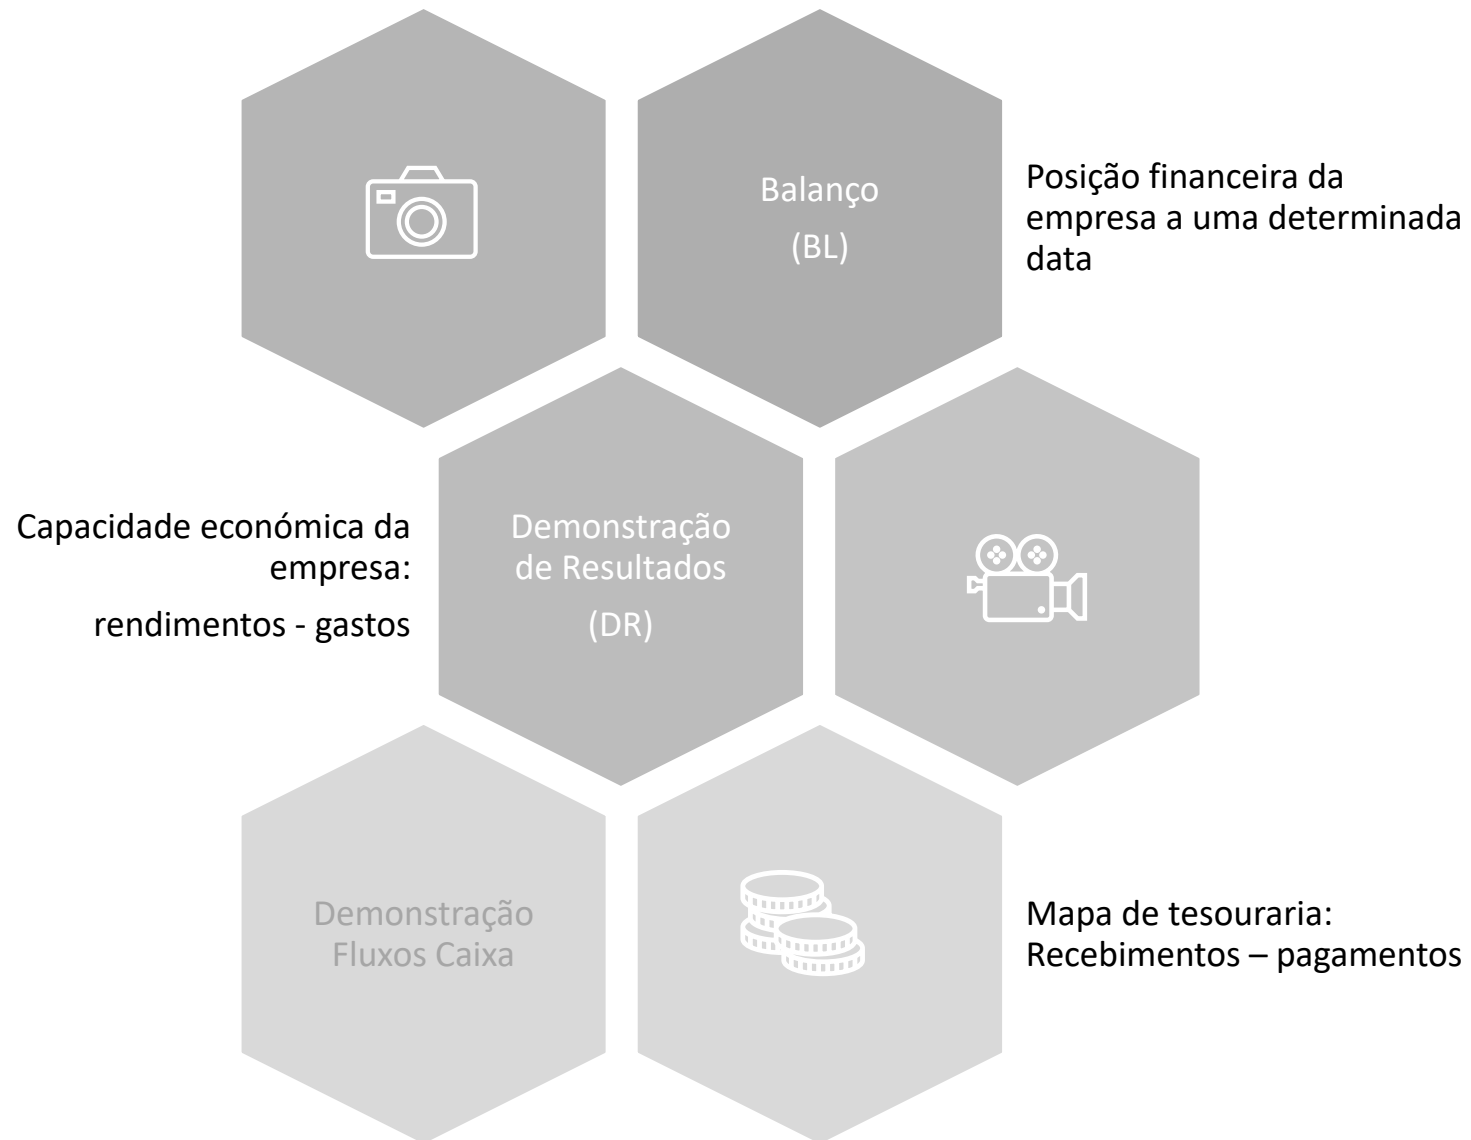 Balanço
(BL)
Posição financeira da
empresa a uma determinada
data
Capacidade económica da
empresa:
rendimentos - gastos
Demonstração
de Resultados
(DR)
Demonstração
Fluxos Caixa
Mapa de tesouraria:
Recebimentos – pagamentos